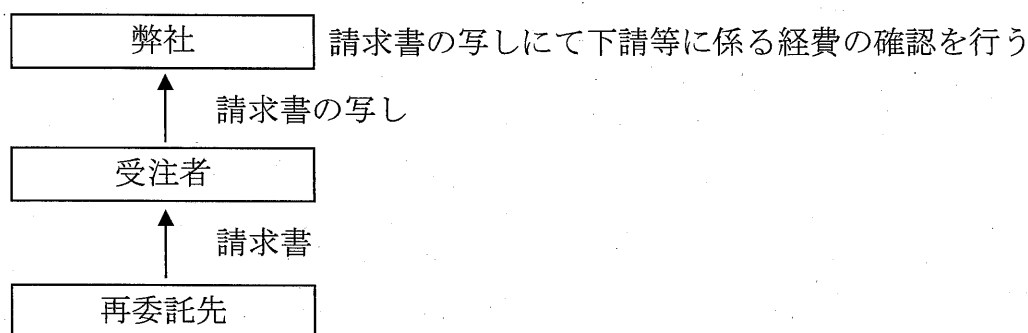 弊社
請求書の写しにて下請等に係る経費の確認を行う
請求書の写し
受注者
請求書
再委託先